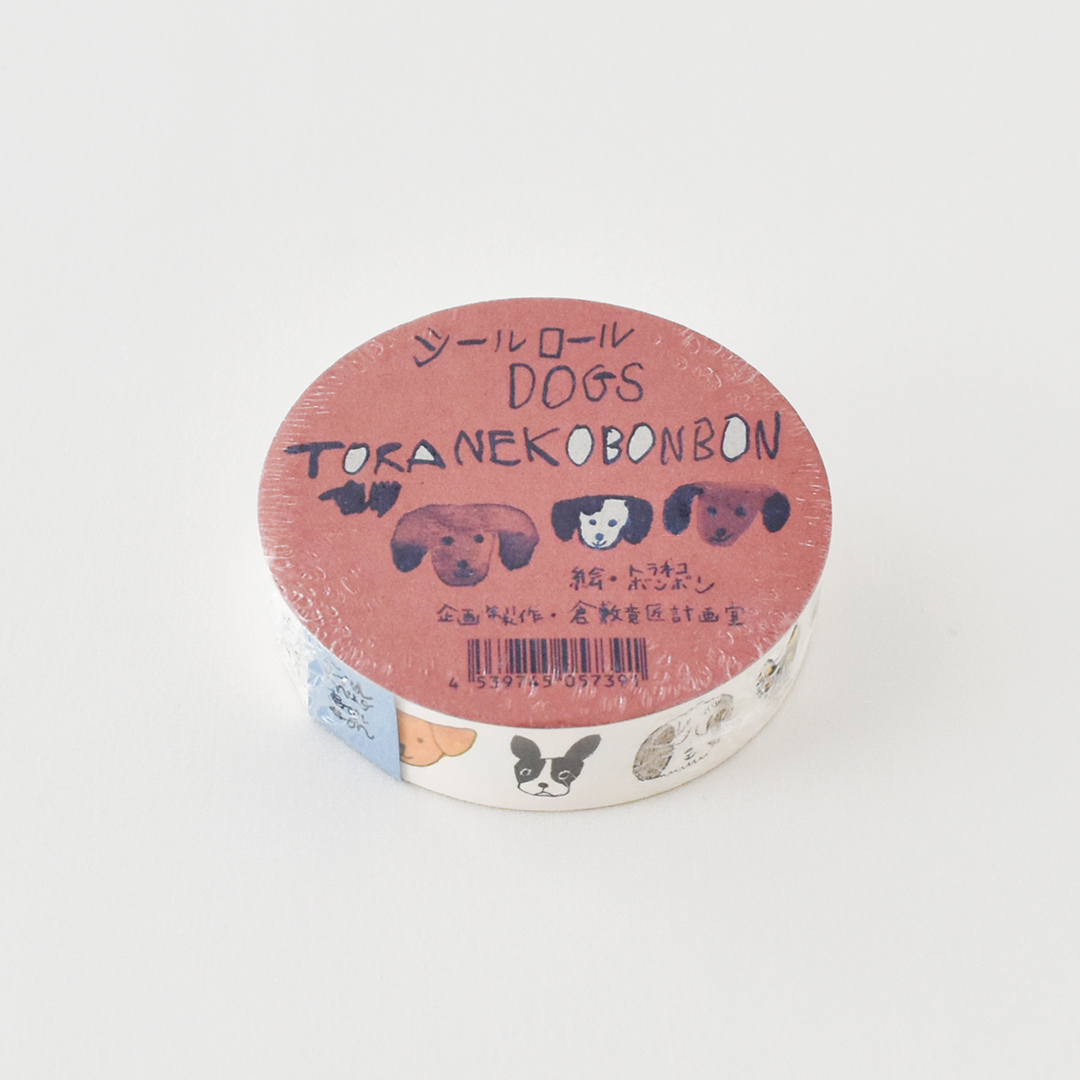 シールロール
DOGS
TORANEKOBONBON
絵・トラネコ
ボンボン
企画製作・倉敷意匠計画室
4 539745 057391